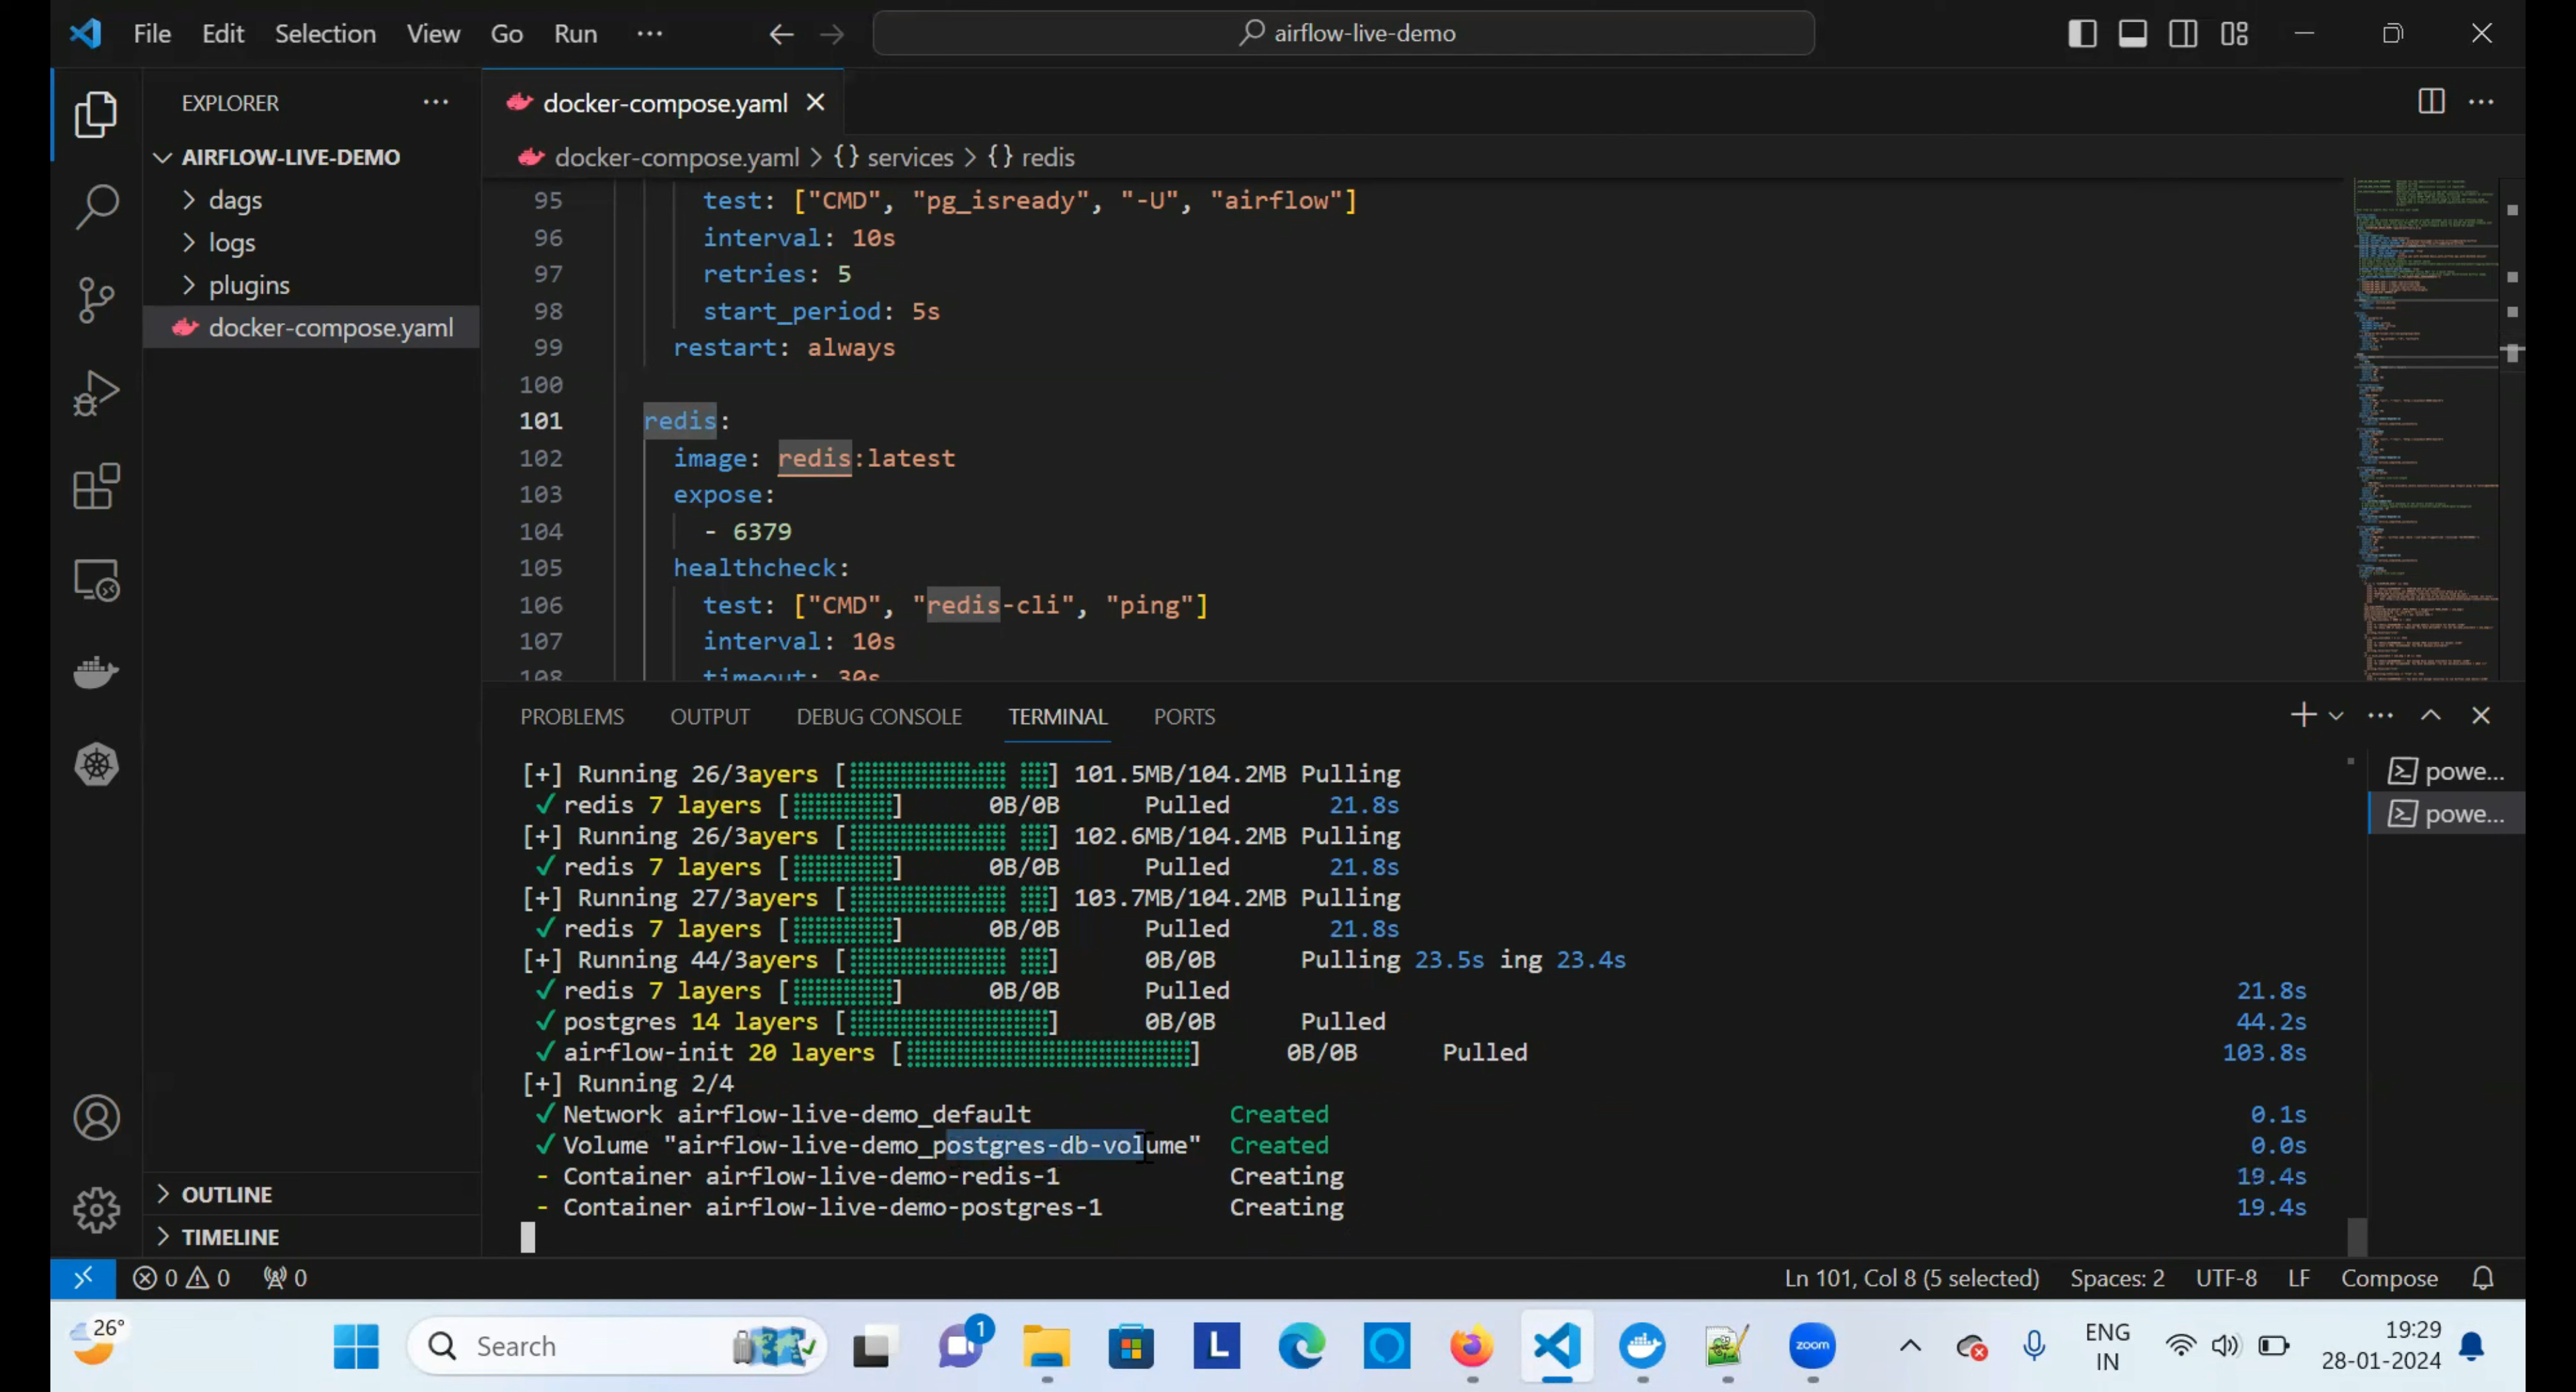 File Edit Selection View Go Run ··· airflow-live-demo
EXPLORER
AIRFLOW-LIVE-DEMO
dags
logs
plugins
docker-compose.yaml
OUTLINE
TIMELINE
docker-compose.yaml
docker-compose.yaml > {} services > {} redis
95 test: ["CMD", "pg_isready", "-U", "airflow"]
96 interval: 10s
97 retries: 5
98 start_period: 5s
99 restart: always
100
101 redis:
102 image: redis:latest
103 expose:
104 - 6379
105 healthcheck:
106 test: ["CMD", "redis-cli", "ping"]
107 interval: 10s
108 timeout: 30s
PROBLEMS OUTPUT DEBUG CONSOLE TERMINAL PORTS
[+] Running 26/3ayers [ ] 101.5MB/104.2MB Pulling
✓ redis 7 layers [ ] 0B/0B Pulled 21.8s
[+] Running 26/3ayers [ ] 102.6MB/104.2MB Pulling
✓ redis 7 layers [ ] 0B/0B Pulled 21.8s
[+] Running 27/3ayers [ ] 103.7MB/104.2MB Pulling
✓ redis 7 layers [ ] 0B/0B Pulled 21.8s
[+] Running 44/3ayers [ ] 0B/0B Pulling 23.5s ing 23.4s
✓ redis 7 layers [ ] 0B/0B Pulled 21.8s
✓ postgres 14 layers [ ] 0B/0B Pulled 44.2s
✓ airflow-init 20 layers [ ] 0B/0B Pulled 103.8s
[+] Running 2/4
✓ Network airflow-live-demo_default Created 0.1s
✓ Volume "airflow-live-demo_postgres-db-volume" Created 0.0s
- Container airflow-live-demo-redis-1 Creating 19.4s
- Container airflow-live-demo-postgres-1 Creating 19.4s
powe...
powe...
0 0 0 Ln 101, Col 8 (5 selected) Spaces: 2 UTF-8 LF Compose
26° Search 1 L zoom ENG 19:29
IN 28-01-2024